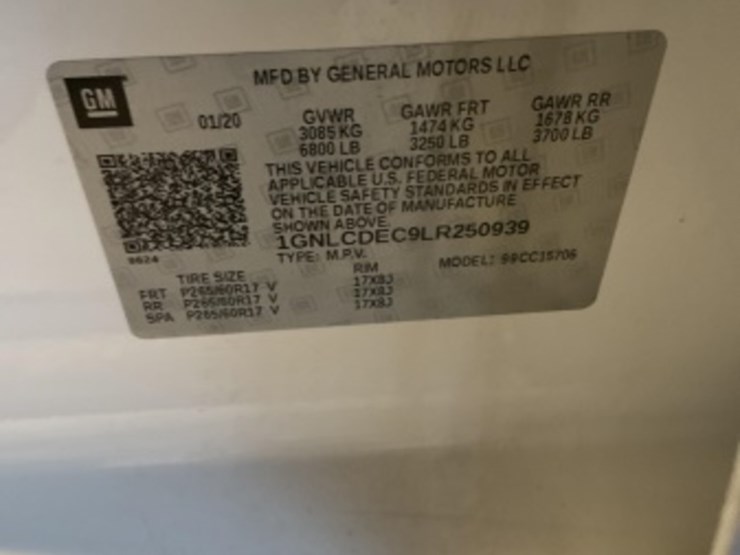 MFD BY GENERAL MOTORS LLC
GM
01/20
GVWR GAWR FRT GAWR RR
3085 KG 1474 KG 1678 KG
6800 LB 3250 LB 3700 LB
THIS VEHICLE CONFORMS TO ALL
APPLICABLE U.S. FEDERAL MOTOR
VEHICLE SAFETY STANDARDS IN EFFECT
ON THE DATE OF MANUFACTURE
SHOWN ABOVE.
1GNLCDEC9LR250939
9624
TYPE: M.P.V. MODEL: 99CC15706
TIRE SIZE RIM
FRT P265/60R17 V 17X8J
RR P265/60R17 V 17X8J
SPA P265/60R17 V 17X8J